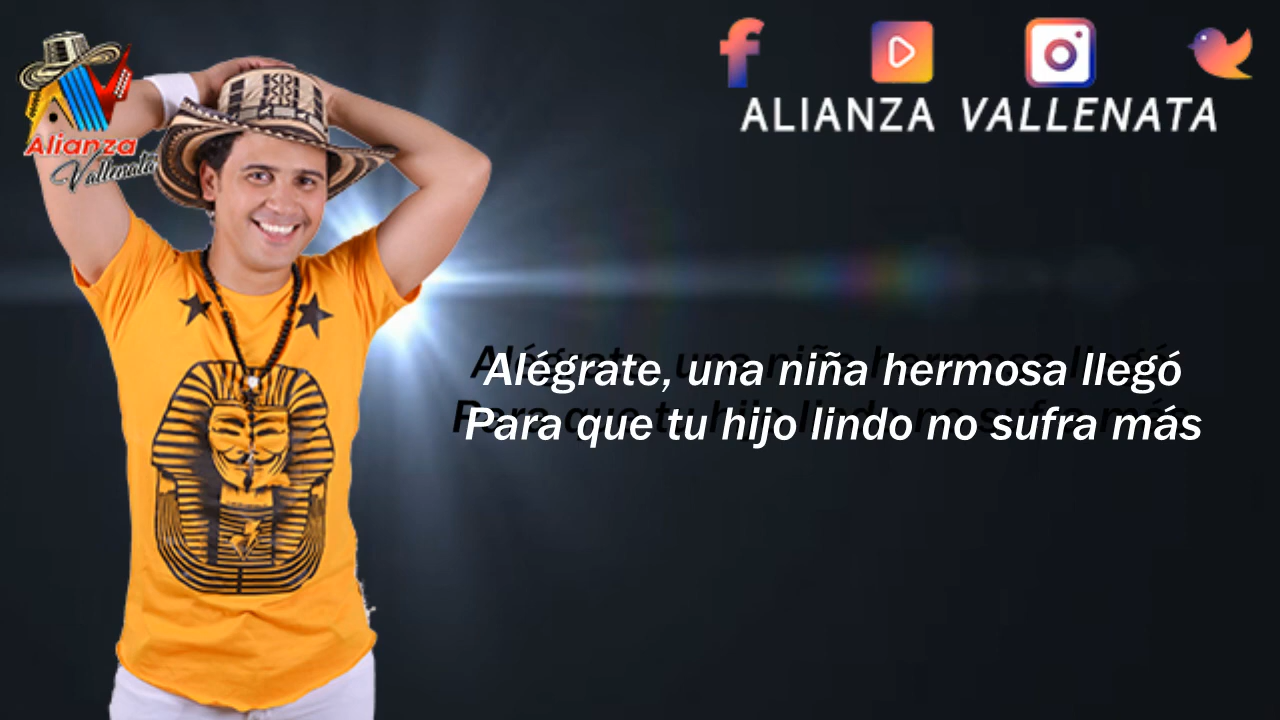 Alianza
Vallenata
ALIANZA VALLENATA
Alégrate, una niña hermosa llegó
Para que tu hijo lindo no sufra más